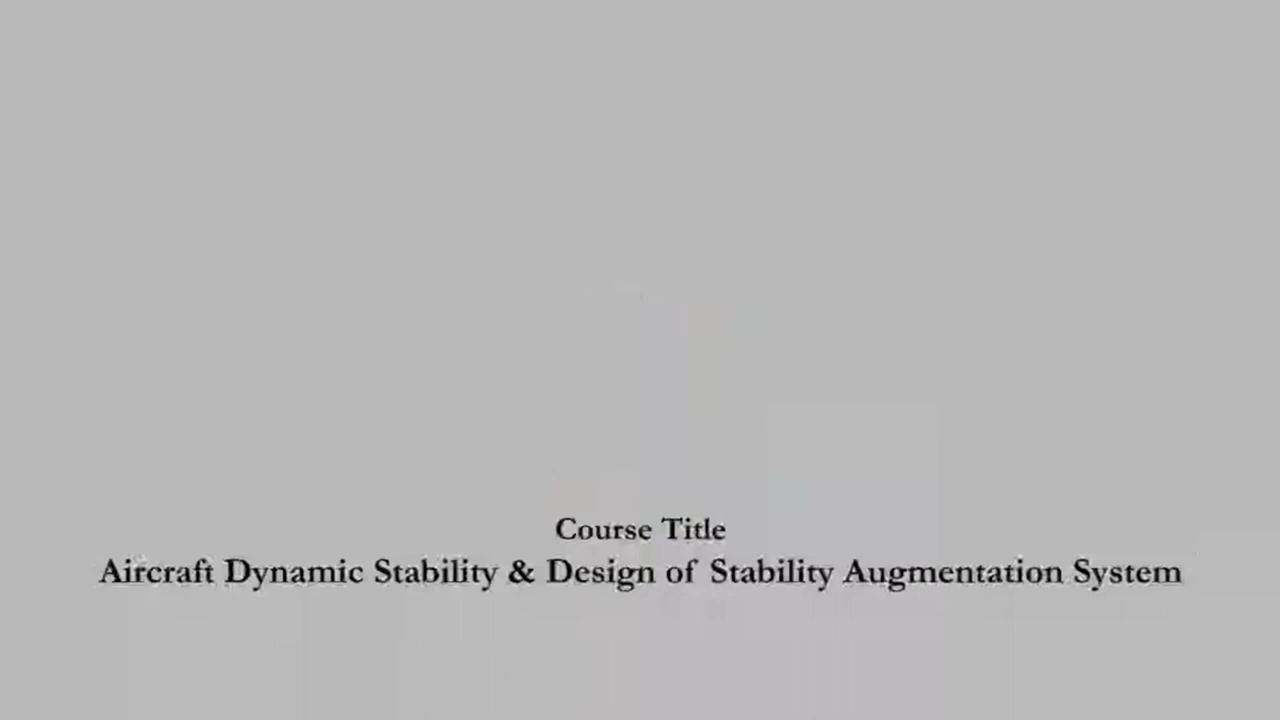 Course Title
Aircraft Dynamic Stability & Design of Stability Augmentation System